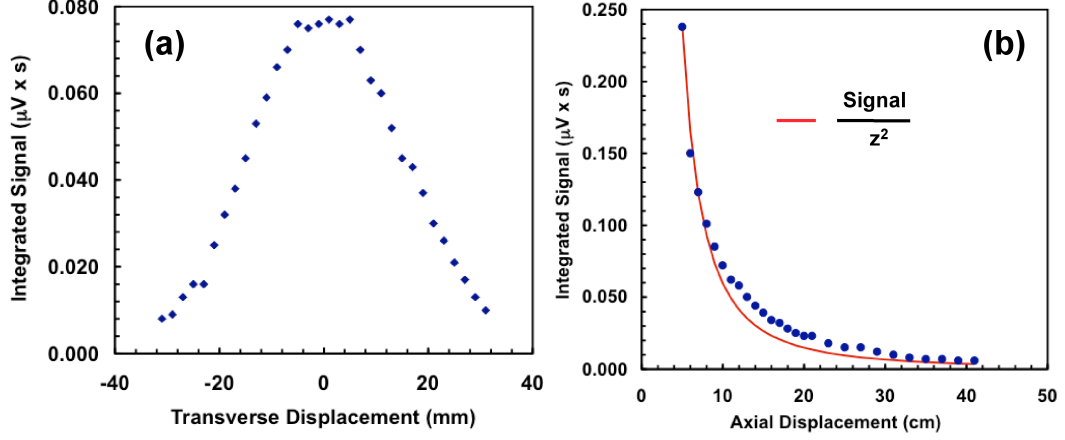 (a)
Integrated Signal (μV x s)
0.080
0.060
0.040
0.020
0.000
-40 -20 0 20 40
Transverse Displacement (mm)
(b)
Integrated Signal (μV x s)
0.250
0.200
0.150
0.100
0.050
0.000
Signal
z²
0 10 20 30 40 50
Axial Displacement (cm)